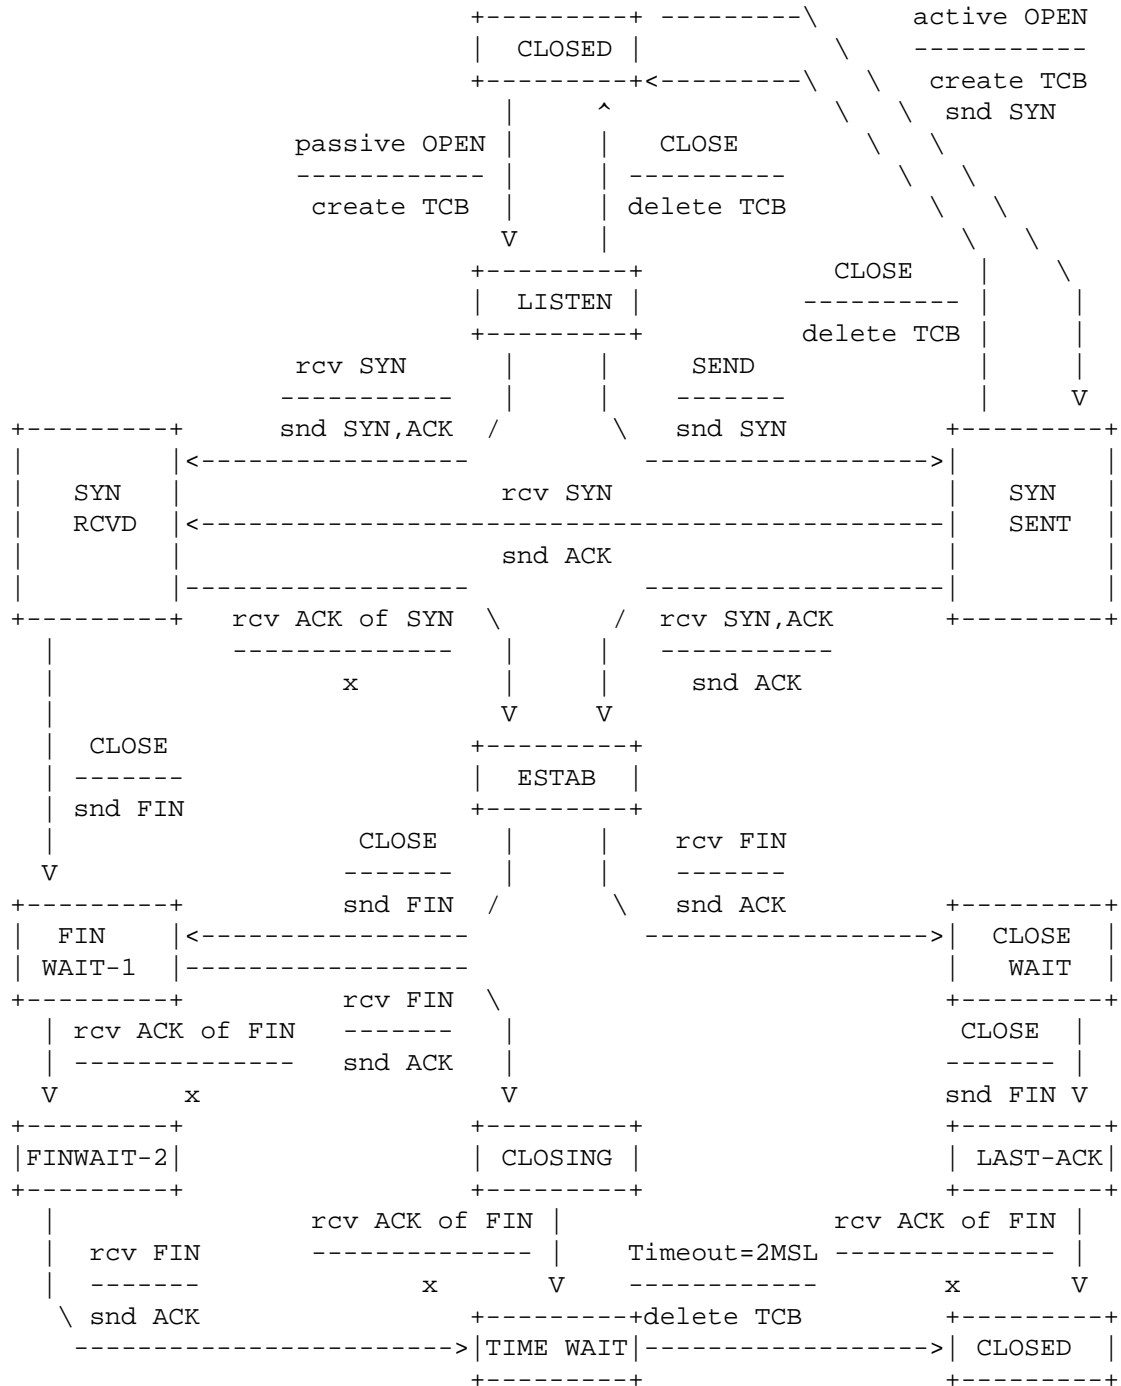 active OPEN
CLOSED
create TCB
snd SYN
passive OPEN CLOSE
create TCB delete TCB
CLOSE
LISTEN
delete TCB
rcv SYN SEND
snd SYN,ACK snd SYN
SYN rcv SYN SYN
RCVD SENT
snd ACK
rcv ACK of SYN rcv SYN,ACK
x snd ACK
CLOSE
ESTAB
snd FIN
CLOSE rcv FIN
snd FIN snd ACK
FIN CLOSE
WAIT-1 WAIT
rcv FIN
rcv ACK of FIN CLOSE
snd ACK
x snd FIN
FINWAIT-2 CLOSING LAST-ACK
rcv ACK of FIN rcv ACK of FIN
rcv FIN Timeout=2MSL
x x
snd ACK delete TCB
TIME WAIT CLOSED